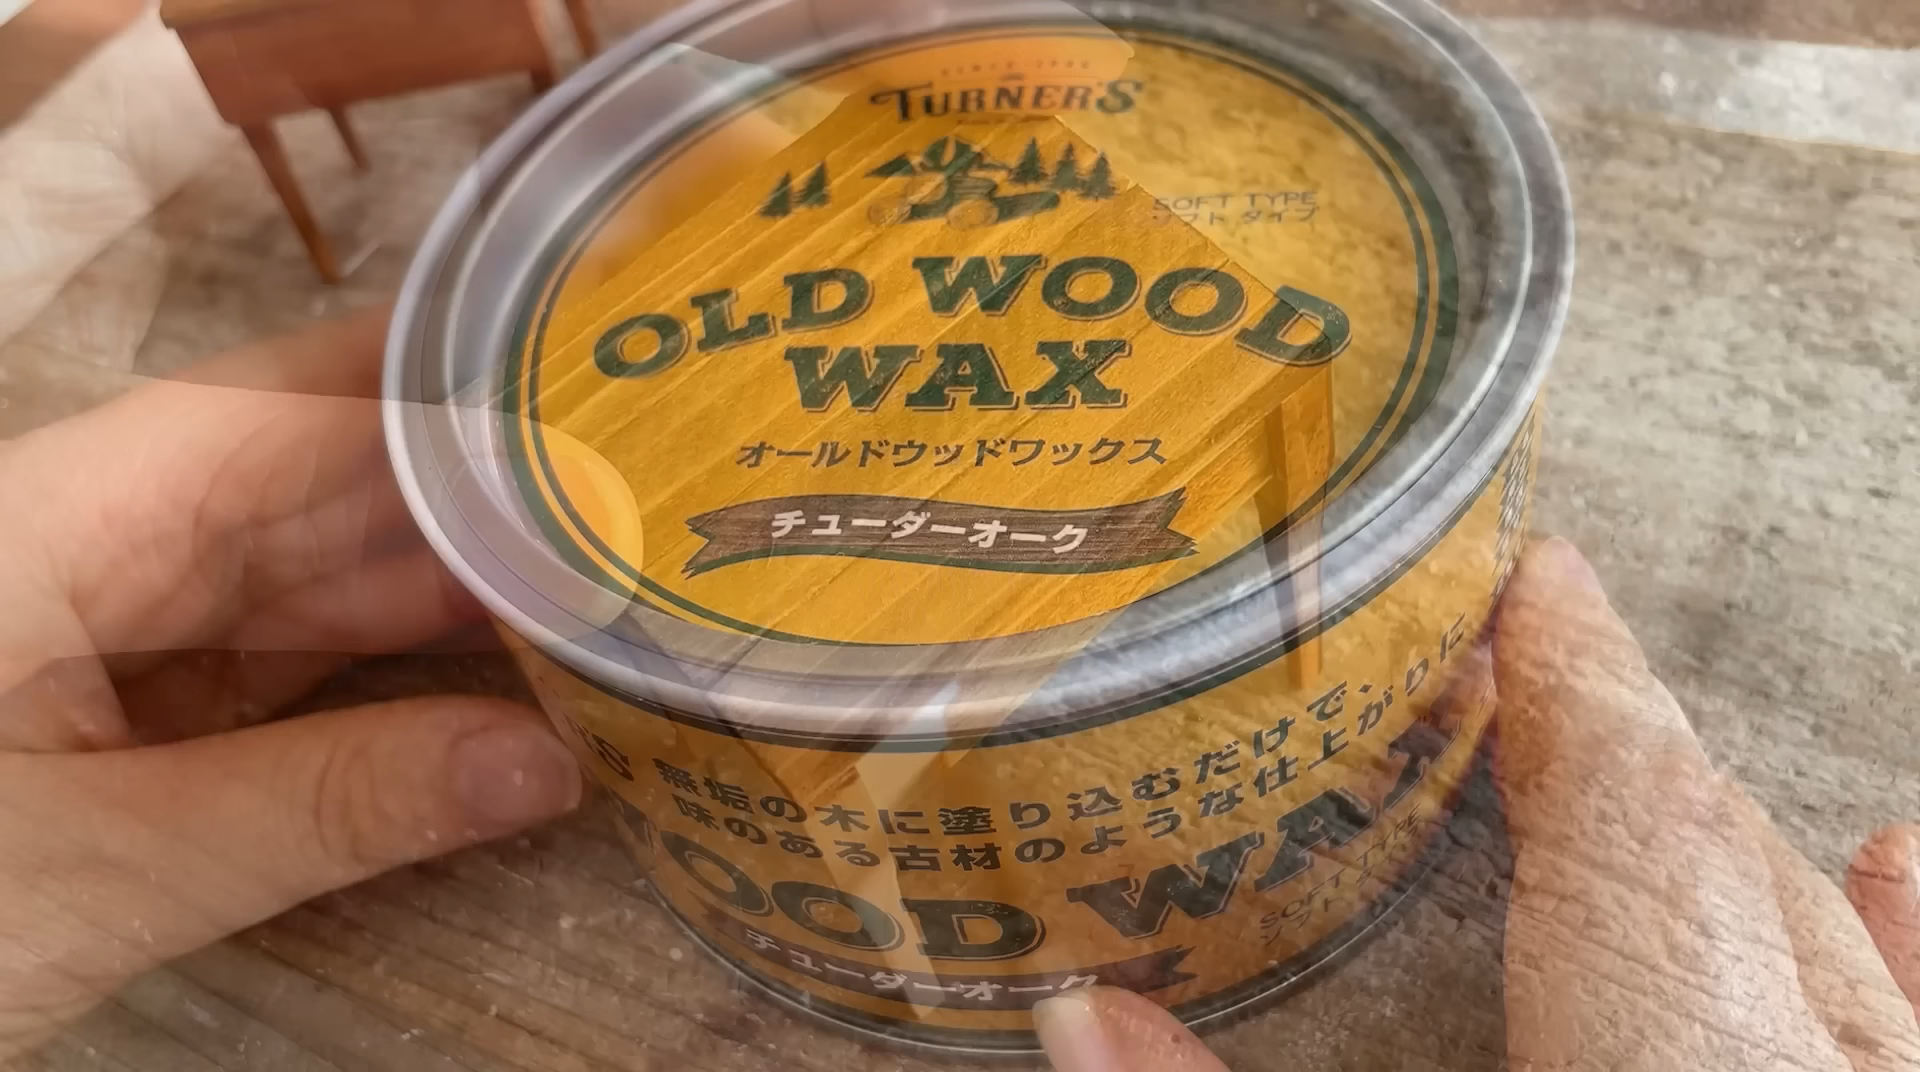 SINCE 1946
TURNER'S
SOFT TYPE
ソフトタイプ
OLD WOOD
WAX
オールドウッドワックス
チューダーオーク
無垢の木に塗り込むだけで、
味のある古材のような仕上がりに
WOOD WAX
SOFT TYPE
チューダーオーク